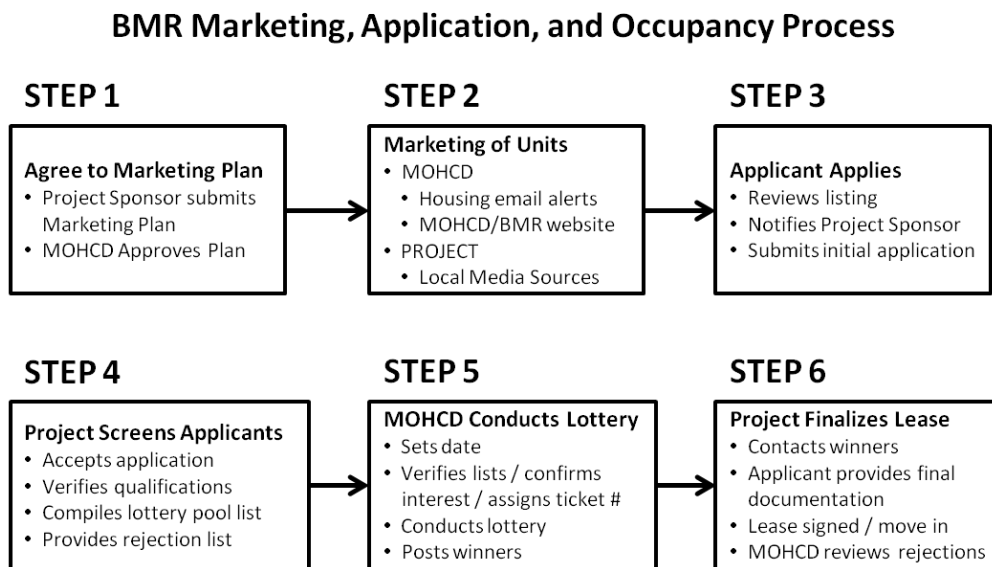 BMR Marketing, Application, and Occupancy Process
STEP 1
Agree to Marketing Plan
• Project Sponsor submits
Marketing Plan
• MOHCD Approves Plan
STEP 2
Marketing of Units
• MOHCD
• Housing email alerts
• MOHCD/BMR website
• PROJECT
• Local Media Sources
STEP 3
Applicant Applies
• Reviews listing
• Notifies Project Sponsor
• Submits initial application
STEP 4
Project Screens Applicants
• Accepts application
• Verifies qualifications
• Compiles lottery pool list
• Provides rejection list
STEP 5
MOHCD Conducts Lottery
• Sets date
• Verifies lists / confirms
interest / assigns ticket #
• Conducts lottery
• Posts winners
STEP 6
Project Finalizes Lease
• Contacts winners
• Applicant provides final
documentation
• Lease signed / move in
• MOHCD reviews rejections